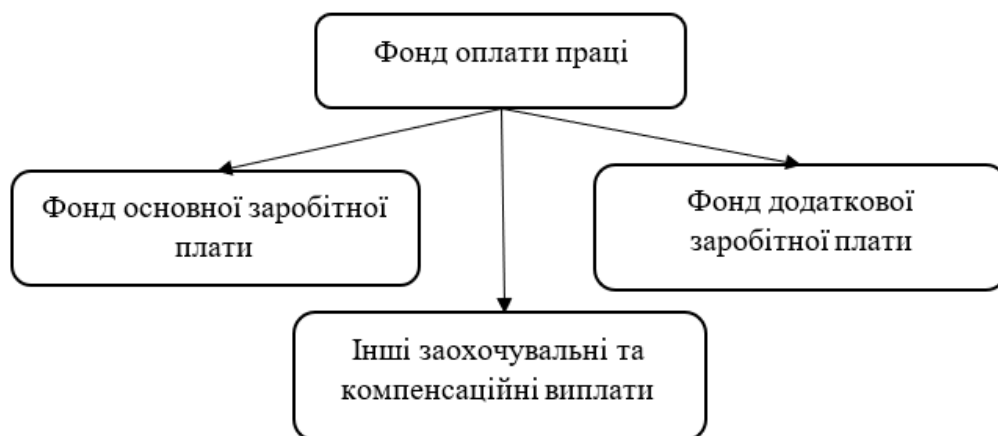 Фонд оплати праці
Фонд основної заробітної
плати
Фонд додаткової
заробітної плати
Інші заохочувальні та
компенсаційні виплати